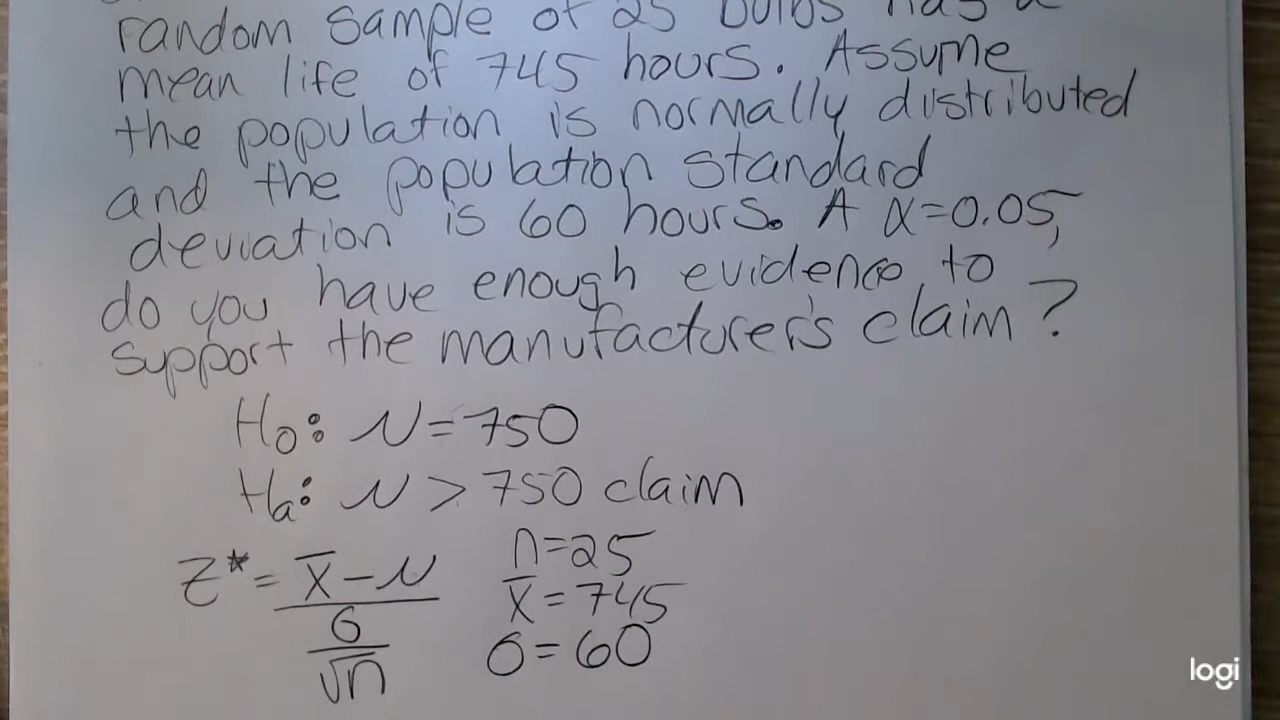 random sample of 25 bulbs has a
mean life of 745 hours. Assume
the population is normally distributed
and the population standard
deviation is 60 hours. A α=0.05,
do you have enough evidence to
support the manufacturer's claim?
H₀: μ=750
Hₐ: μ > 750 claim
Z* = x̄ - μ
σ
√n
n=25
x̄ = 745
σ = 60
logi